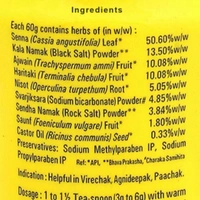 Ingredients
Each 60g contains herbs of (in w/w) :
Senna (Cassia angustifolia) Leaf* 50.60%w/w
Kala Namak (Black Salt) Powder** 13.50%w/w
Ajwain (Trachyspermum ammi) Fruit* 10.08%w/w
Haritaki (Terminalia chebula) Fruit* 10.08%w/w
Nisot (Operculina turpethum) Root* 5.05%w/w
Svarjiksara (Sodium bicarbonate) Powder# 4.85%w/w
Sendha Namak (Rock Salt) Powder** 3.84%w/w
Saunf (Foeniculum vulgare) Fruit* 1.80%w/w
Castor Oil (Ricinus communis) Seed* 0.33%w/w
Preservatives: Sodium Methylparaben IP, Sodium
Propylparaben IP Ref: *API, **Bhava Prakasha, #Charaka Samhita
Indication : Helpful in Virechak, Agnideepak, Paachak.
Dosage : 1 to 1½ Tea-spoon (3g to 6g) with warm